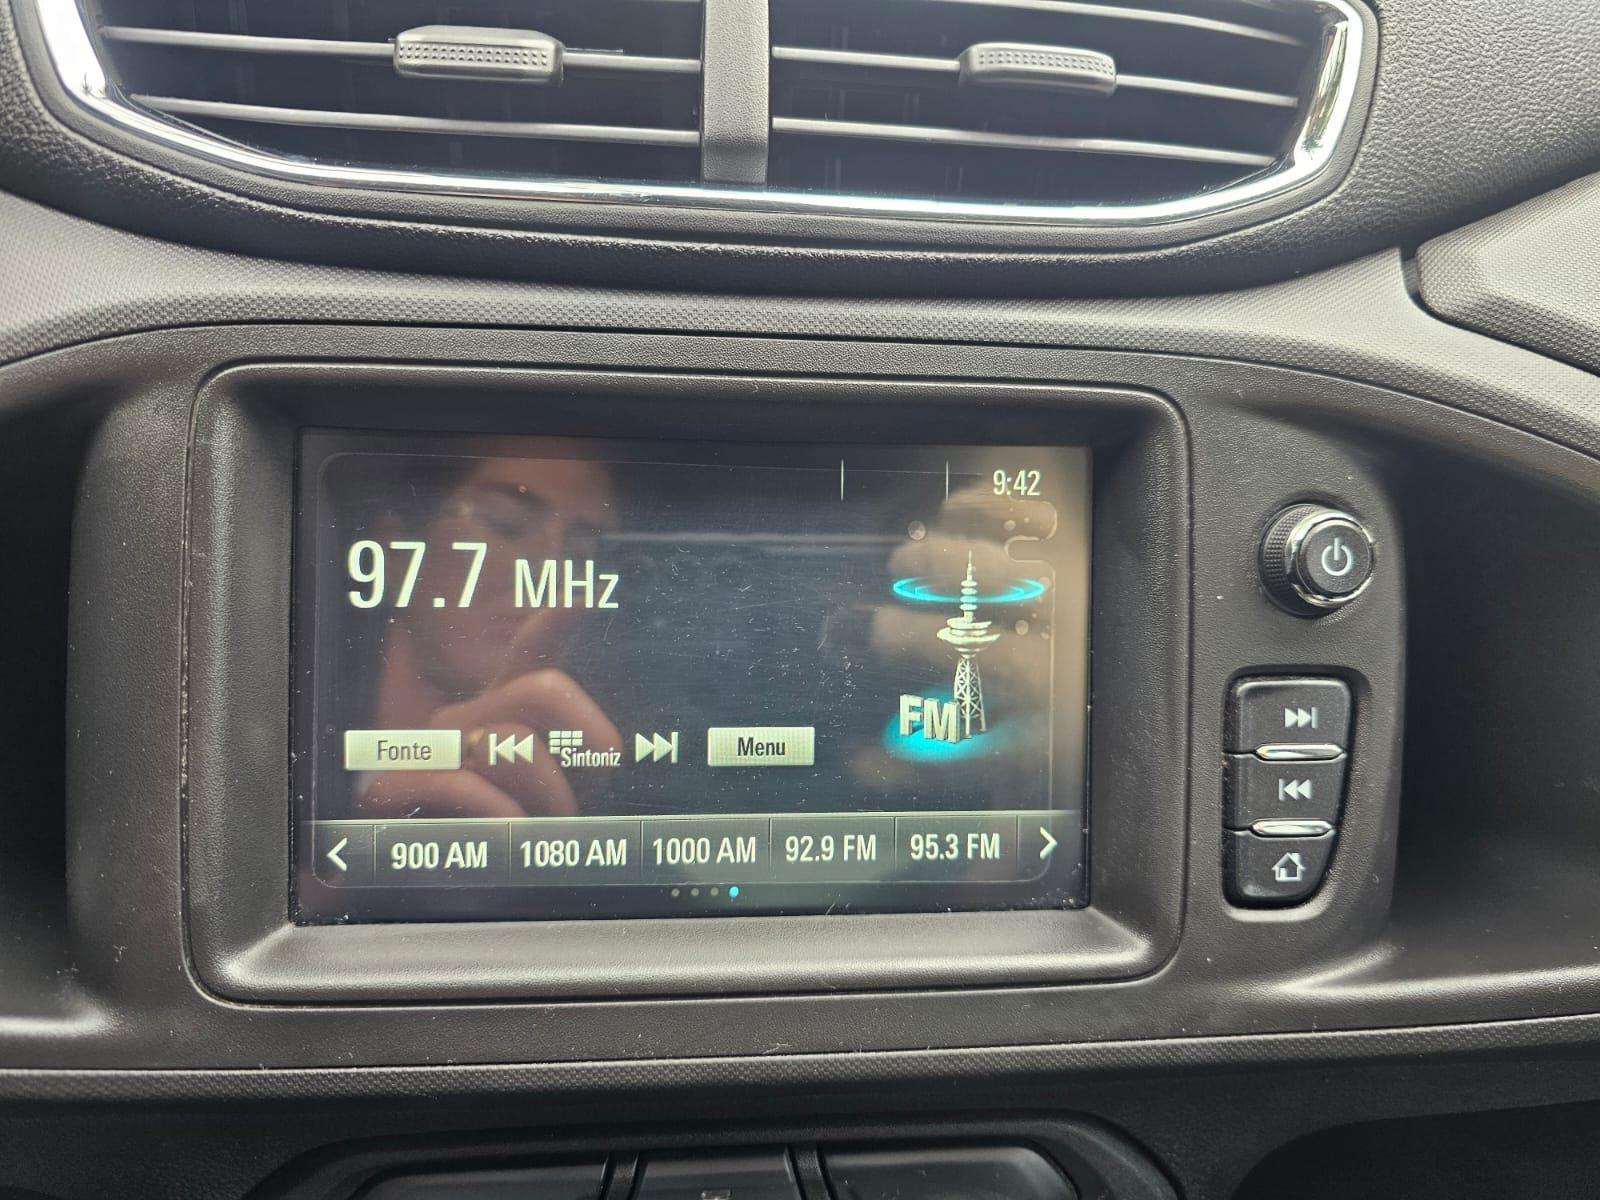 9:42
97.7 MHz
FM
Fonte Sintoniz Menu
900 AM 1080 AM 1000 AM 92.9 FM 95.3 FM